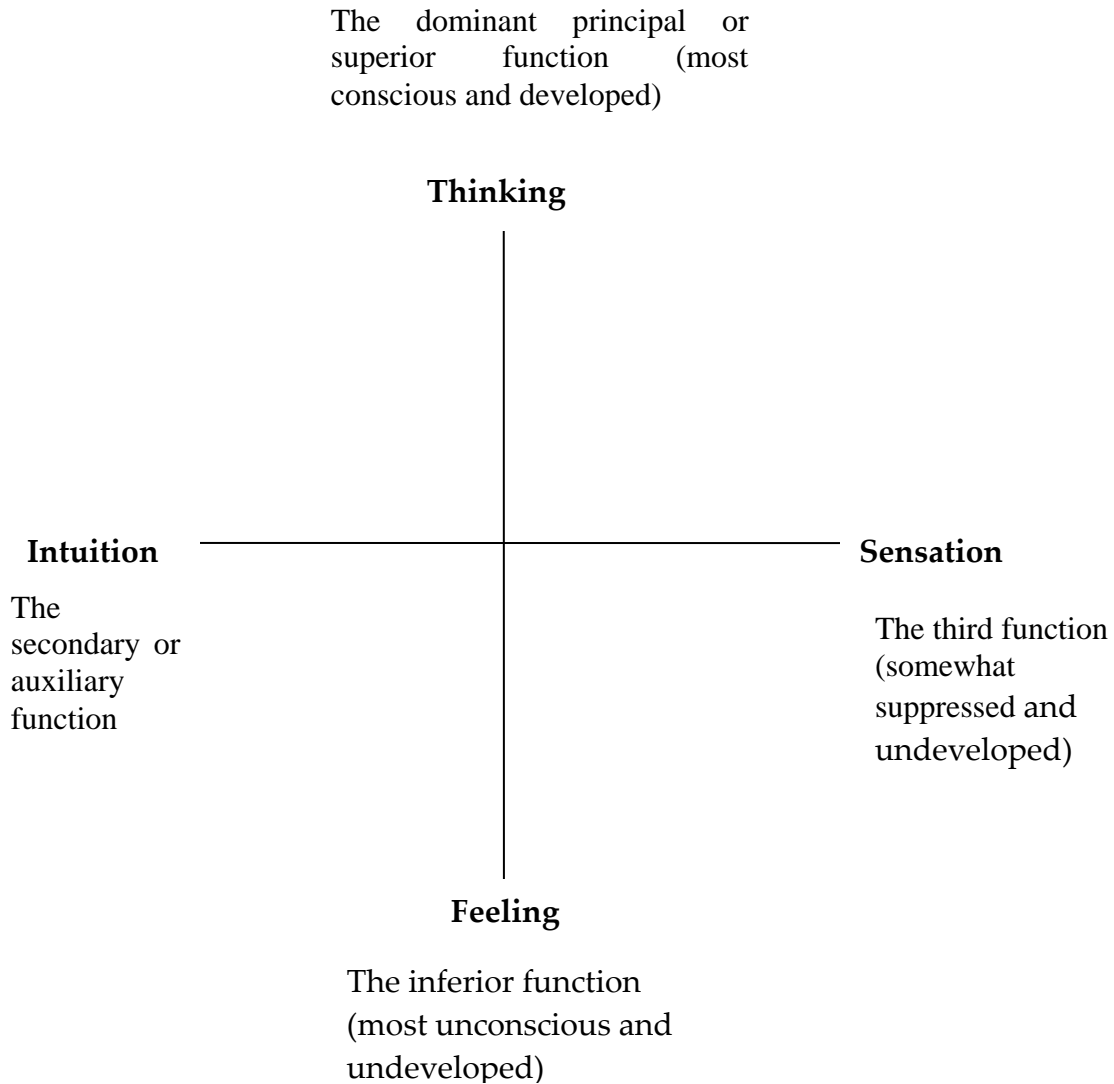 The dominant principal or
superior function (most
conscious and developed)
Thinking
Intuition
Sensation
The
secondary or
auxiliary
function
The third function
(somewhat
suppressed and
undeveloped)
Feeling
The inferior function
(most unconscious and
undeveloped)